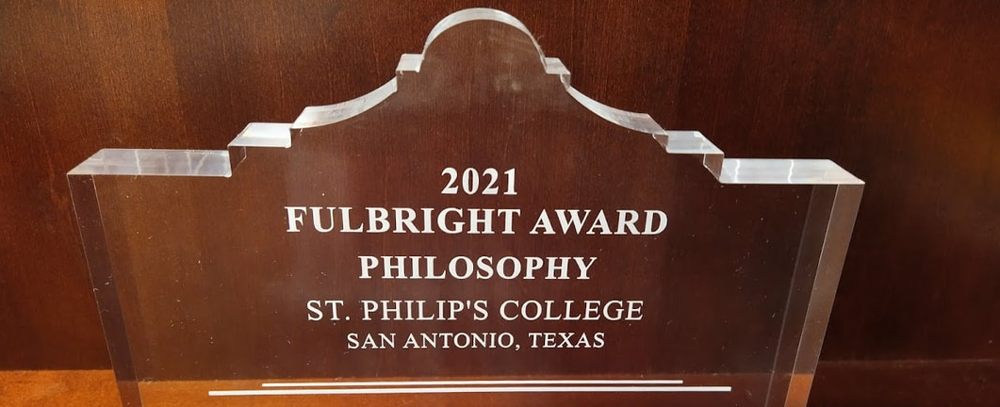 2021
FULBRIGHT AWARD
PHILOSOPHY
ST. PHILIP'S COLLEGE
SAN ANTONIO, TEXAS